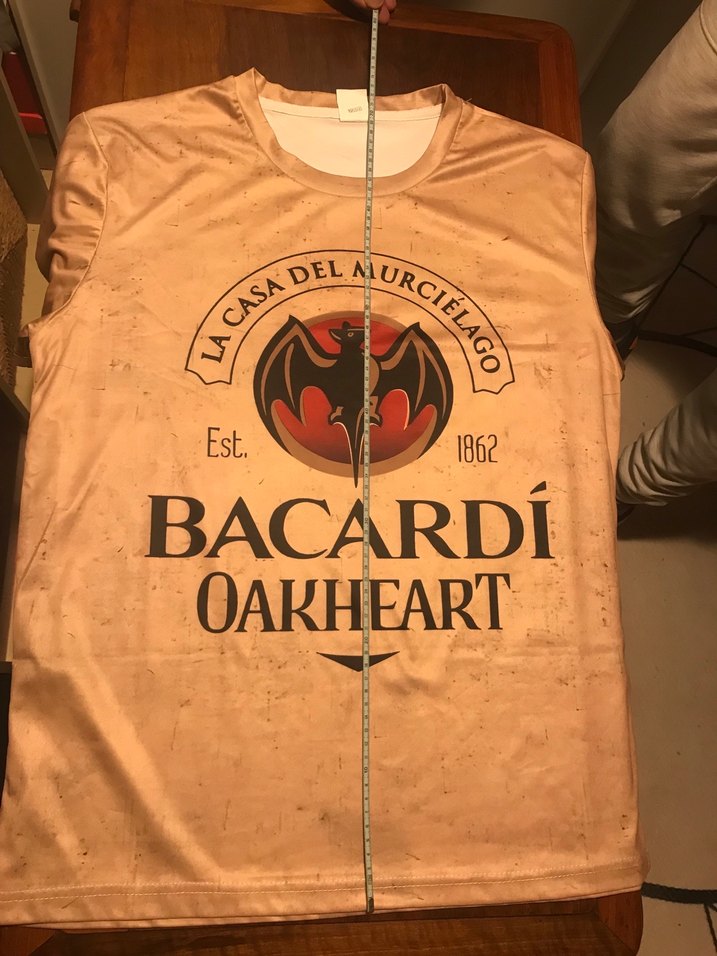 LA CASA DEL MURCIÉLAGO
Est. 1862
BACARDÍ
OAKHEART